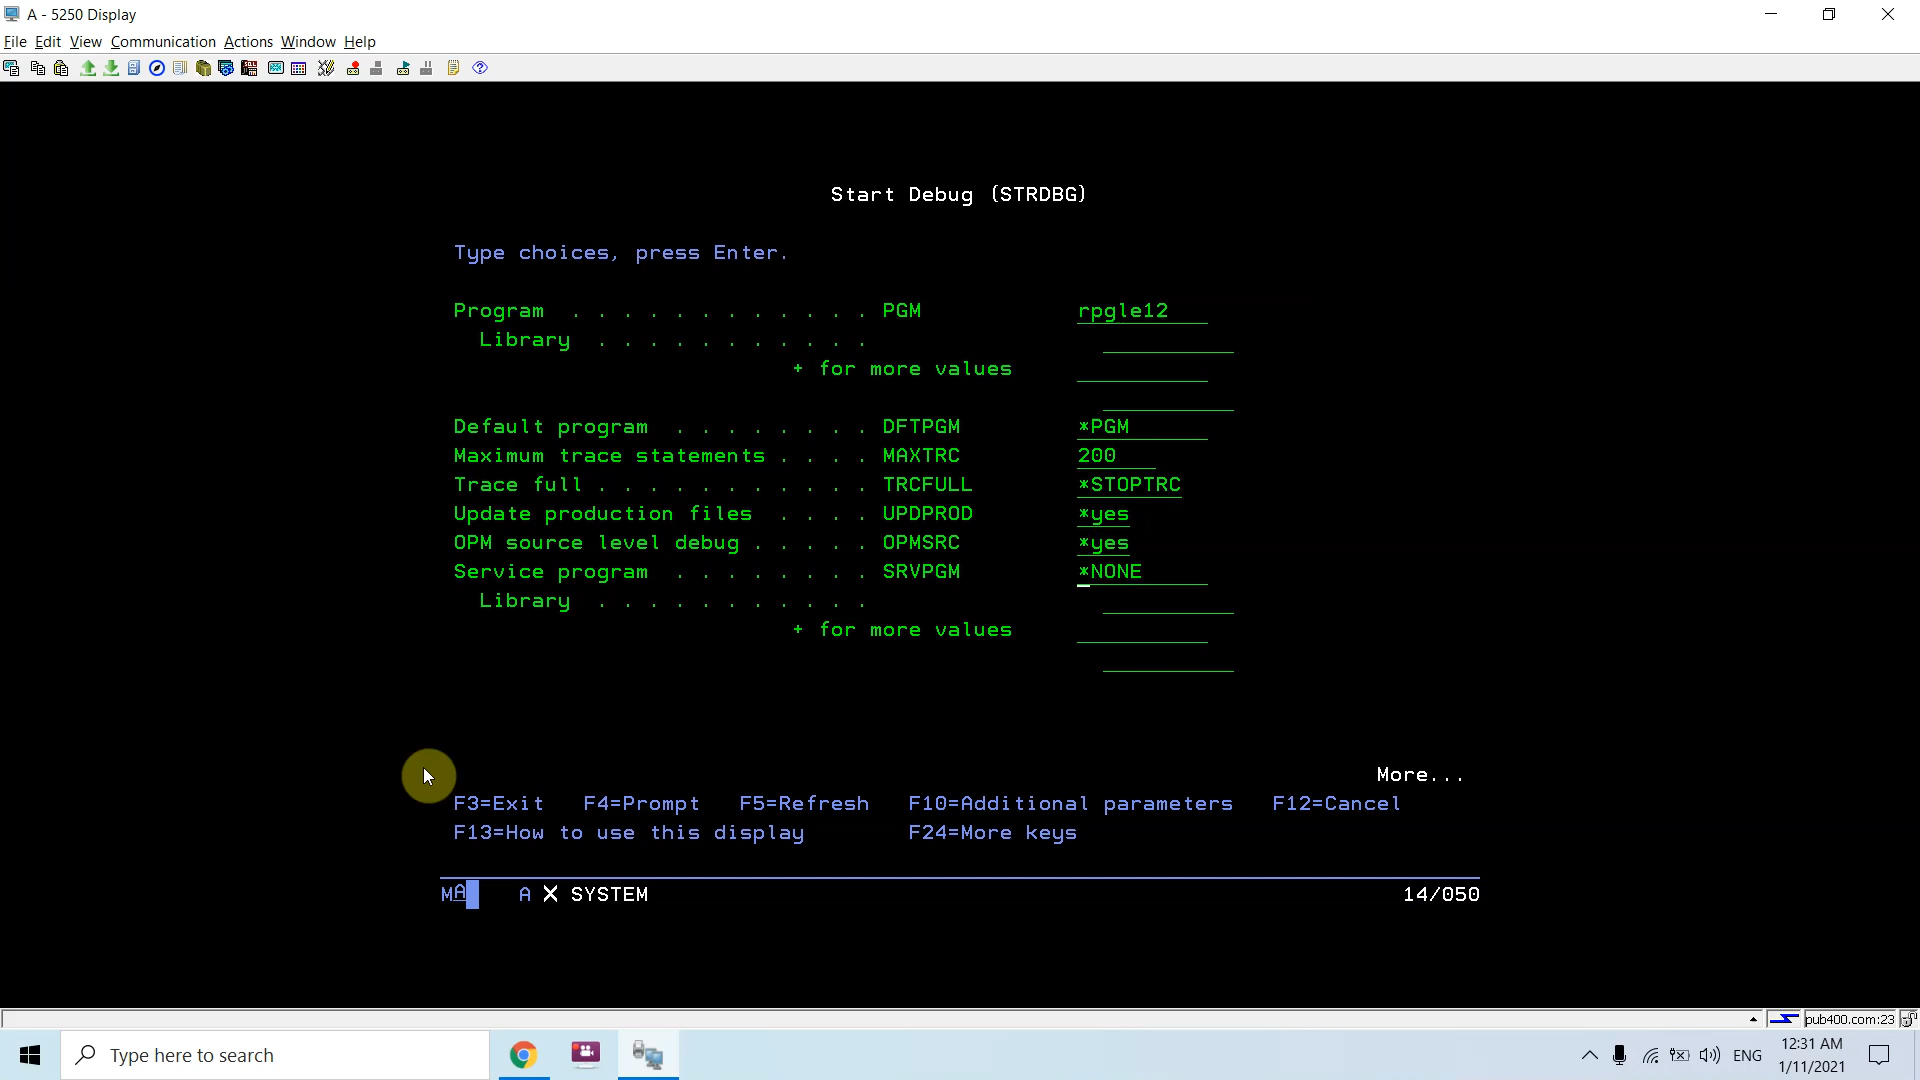 A - 5250 Display
File Edit View Communication Actions Window Help
Start Debug (STRDBG)
Type choices, press Enter.
Program . . . . . . . . . . . . PGM rpgle12
Library . . . . . . . . . . .
+ for more values
Default program . . . . . . . . DFTPGM *PGM
Maximum trace statements . . . . MAXTRC 200
Trace full . . . . . . . . . . . TRCFULL *STOPTRC
Update production files . . . . UPDPROD *yes
OPM source level debug . . . . . OPMSRC *yes
Service program . . . . . . . . SRVPGM *NONE
Library . . . . . . . . . . .
+ for more values
More...
F3=Exit F4=Prompt F5=Refresh F10=Additional parameters F12=Cancel
F13=How to use this display F24=More keys
MA A X SYSTEM 14/050
pub400.com:23
Type here to search
ENG
12:31 AM
1/11/2021